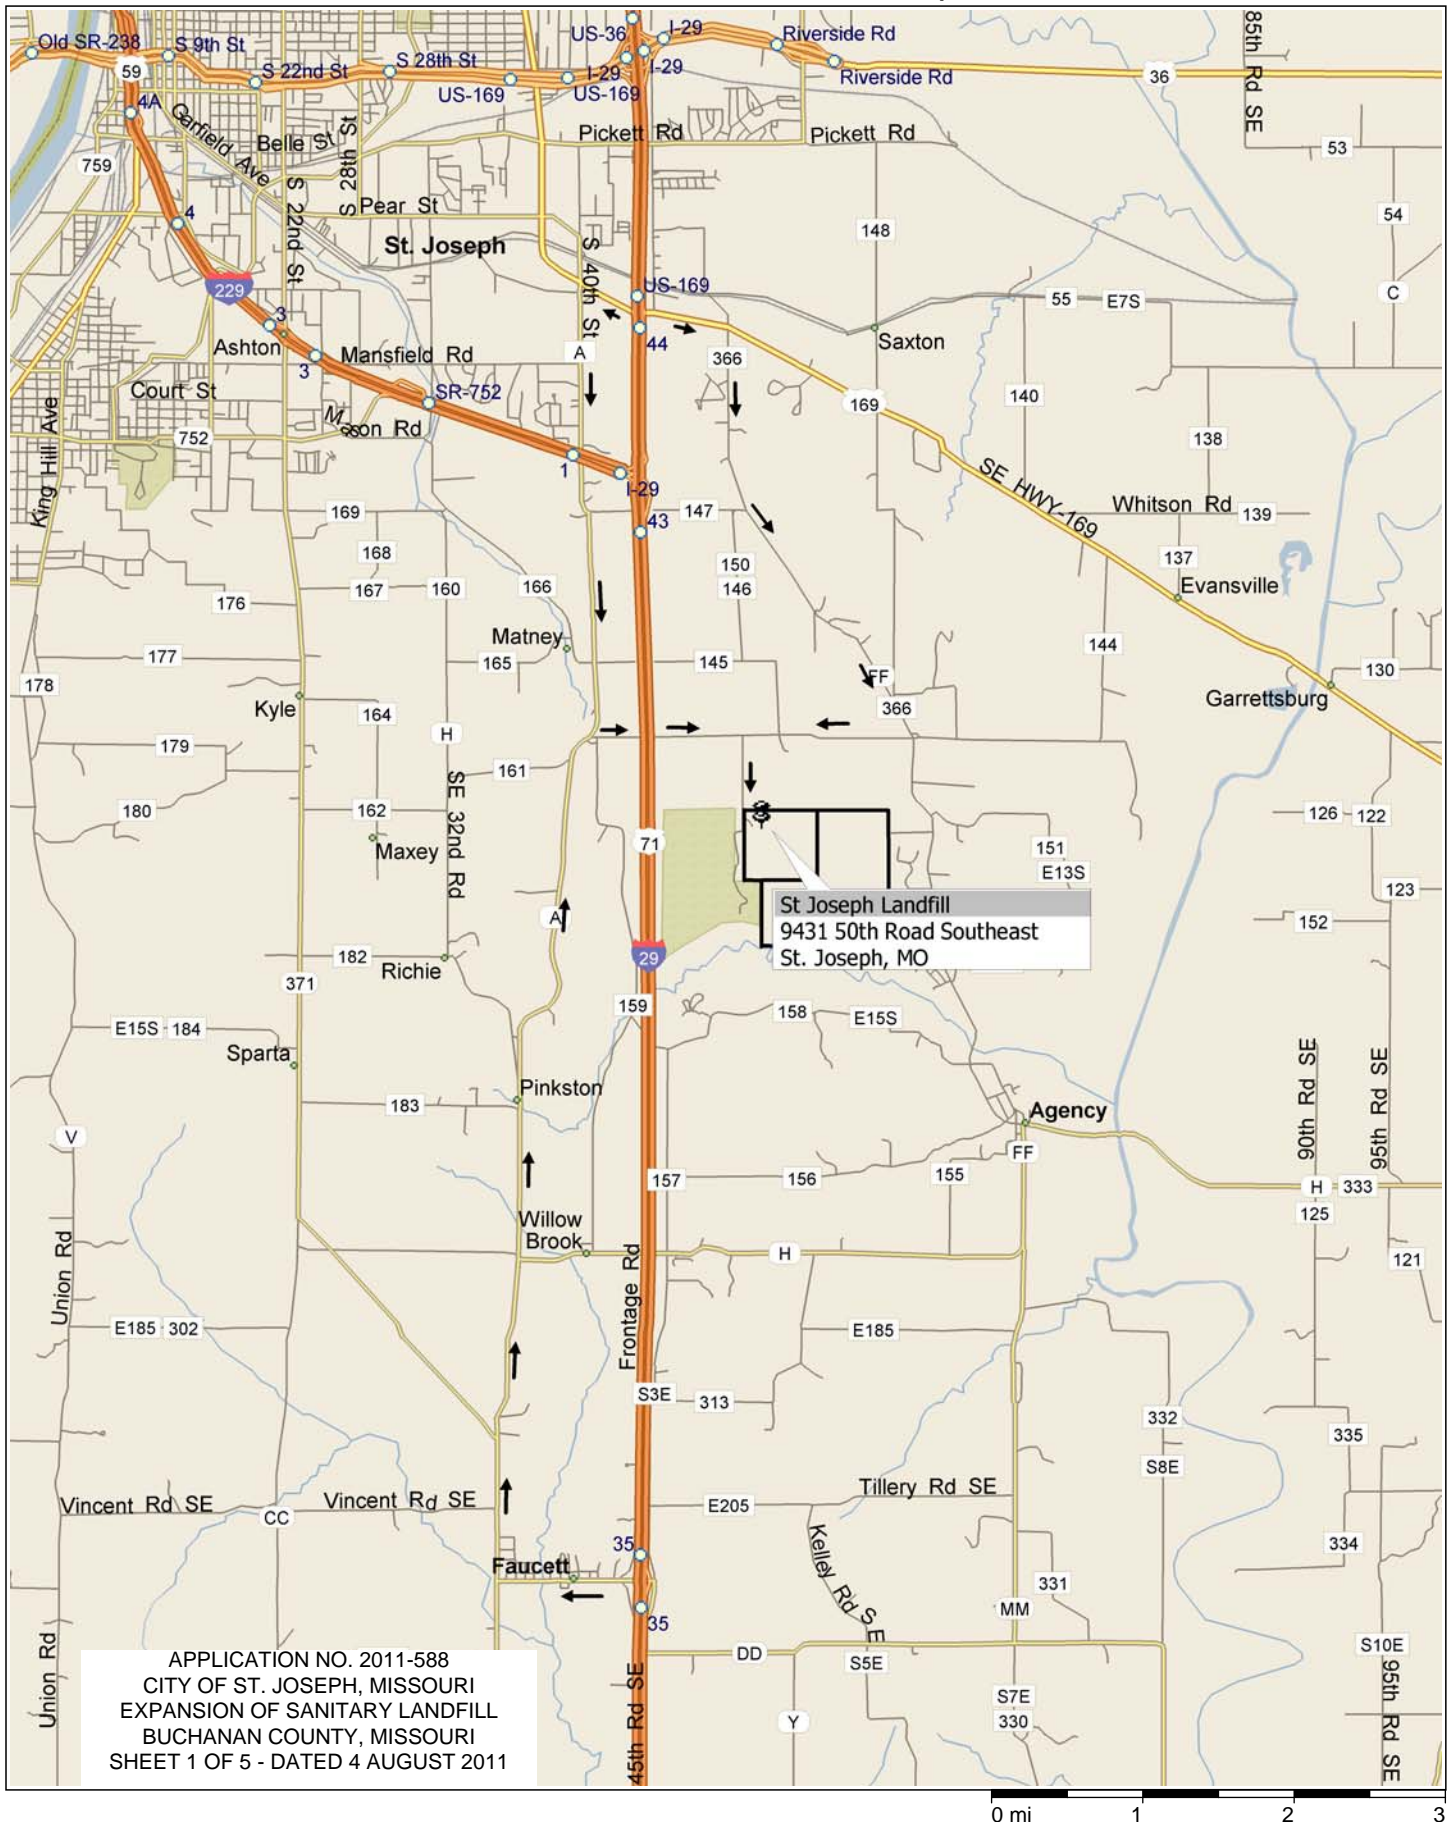 Old SR-238
S 9th St
US-36
I-29
Riverside Rd
85th Rd SE
59
S 22nd St
S 28th St
I-29
I-29
Riverside Rd
36
4A
US-169
US-169
Garfield Ave
Belle St
S 28th St
Pickett Rd
Pickett Rd
53
759
S 22nd St
4
Pear St
54
148
St. Joseph
S 40th St
229
US-169
55
E7S
C
3
Ashton
3
Mansfield Rd
A
44
366
Saxton
Court St
SR-752
169
140
King Hill Ave
752
Mason Rd
138
1
I-29
SE HWY-169
169
147
43
Whitson Rd
139
168
150
137
167
160
166
146
Evansville
176
Matney
144
177
165
145
130
178
FF
Kyle
164
366
Garrettsburg
H
179
161
SE 32nd Rd
180
162
126
122
Maxey
71
151
E13S
A
St Joseph Landfill
9431 50th Road Southeast
St. Joseph, MO
123
152
182
Richie
29
371
159
158
E15S
E15S
184
Sparta
90th Rd SE
95th Rd SE
Pinkston
183
Agency
V
FF
157
156
155
H
333
125
Willow
Brook
Union Rd
Frontage Rd
H
121
E185
302
E185
S3E
313
332
335
S8E
Vincent Rd SE
Vincent Rd SE
Tillery Rd SE
CC
E205
Kelley Rd SE
35
334
Faucett
331
35
MM
Union Rd
45th Rd SE
DD
S5E
S10E
95th Rd SE
S7E
Y
330
APPLICATION NO. 2011-588
CITY OF ST. JOSEPH, MISSOURI
EXPANSION OF SANITARY LANDFILL
BUCHANAN COUNTY, MISSOURI
SHEET 1 OF 5 - DATED 4 AUGUST 2011
0 mi 1 2 3